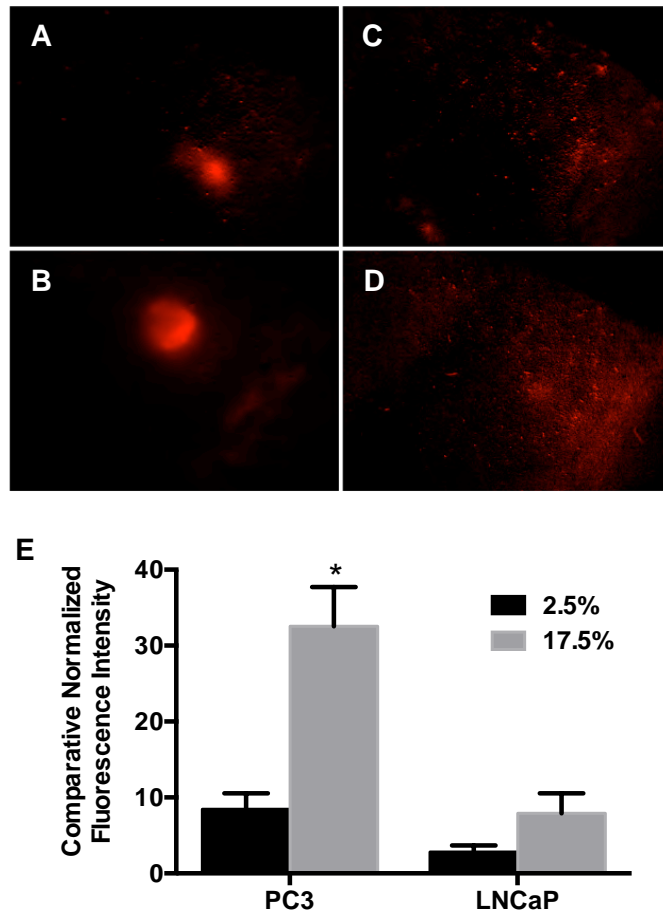 A
C
B
D
E
Comparative Normalized
Fluorescence Intensity
40
30
20
10
0
*
2.5%
17.5%
PC3
LNCaP